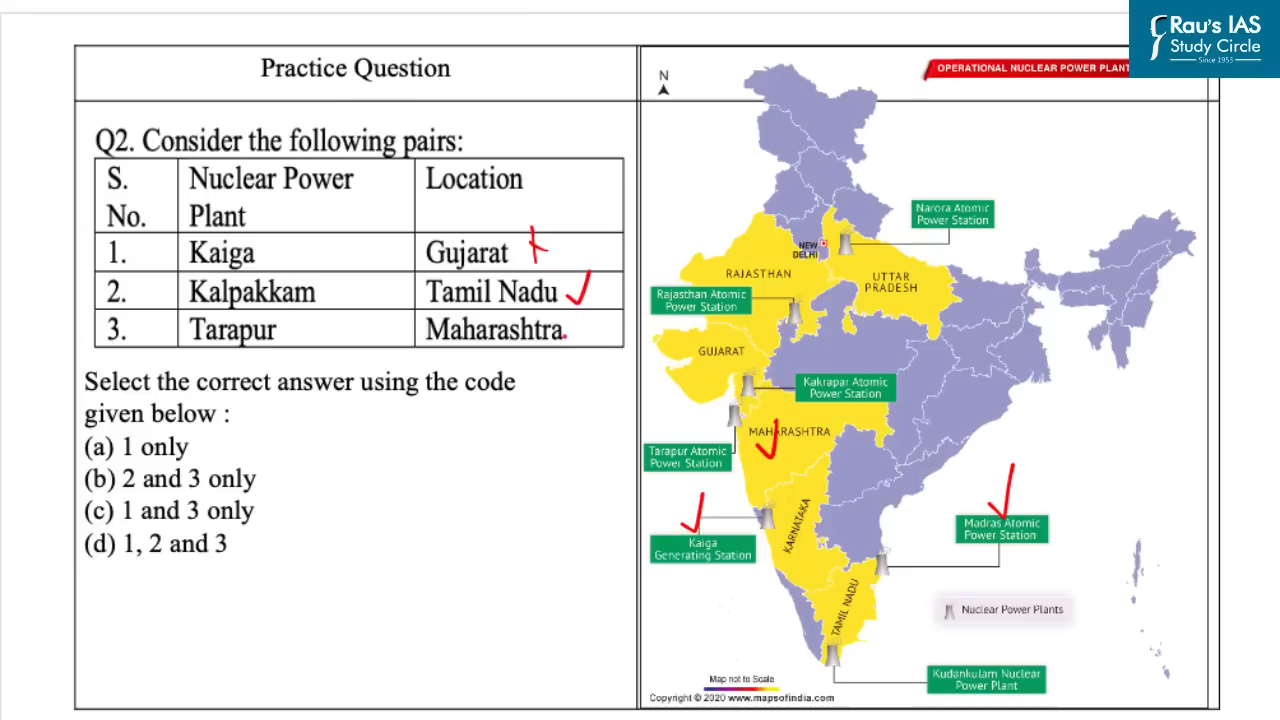 Rau's IAS
Study Circle
Since 1953
Practice Question
Q2. Consider the following pairs:
S. No. Nuclear Power Plant Location
1. Kaiga Gujarat
2. Kalpakkam Tamil Nadu
3. Tarapur Maharashtra
Select the correct answer using the code
given below :
(a) 1 only
(b) 2 and 3 only
(c) 1 and 3 only
(d) 1, 2 and 3
N
OPERATIONAL NUCLEAR POWER PLANT
Narora Atomic
Power Station
NEW
DELHI
RAJASTHAN
UTTAR
PRADESH
Rajasthan Atomic
Power Station
GUJARAT
Kakrapar Atomic
Power Station
MAHARASHTRA
Tarapur Atomic
Power Station
KARNATAKA
Madras Atomic
Power Station
Kaiga
Generating Station
TAMIL NADU
Nuclear Power Plants
Kudankulam Nuclear
Power Plant
Map not to Scale
Copyright © 2020 www.mapsofindia.com